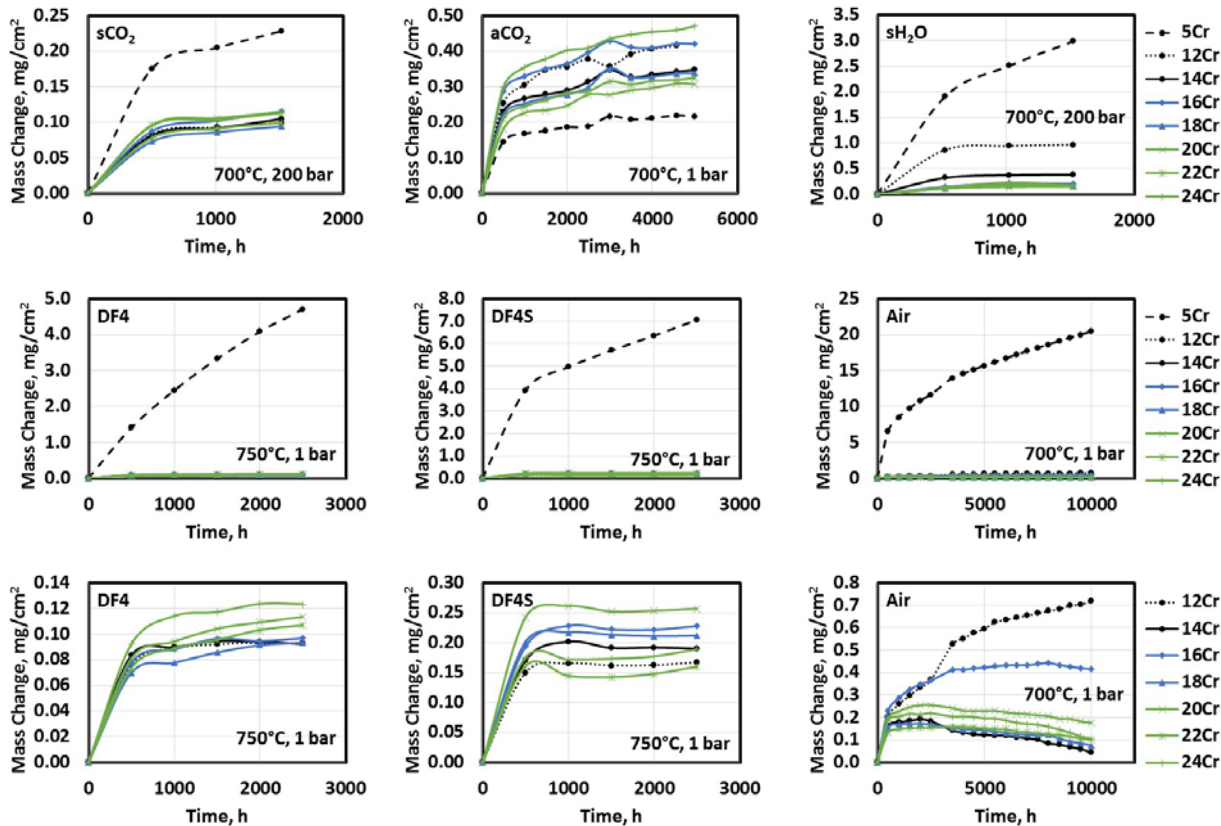 sCO2
Mass Change, mg/cm2
0.25
0.20
0.15
0.10
0.05
0.00
700°C, 200 bar
0 1000 2000
Time, h
aCO2
Mass Change, mg/cm2
0.50
0.40
0.30
0.20
0.10
0.00
700°C, 1 bar
0 2000 4000 6000
Time, h
sH2O
Mass Change, mg/cm2
3.5
3.0
2.5
2.0
1.5
1.0
0.5
0.0
700°C, 200 bar
0 1000 2000
Time, h
5Cr
12Cr
14Cr
16Cr
18Cr
20Cr
22Cr
24Cr
DF4
Mass Change, mg/cm2
5.0
4.0
3.0
2.0
1.0
0.0
750°C, 1 bar
0 1000 2000 3000
Time, h
DF4S
Mass Change, mg/cm2
8.0
7.0
6.0
5.0
4.0
3.0
2.0
1.0
0.0
750°C, 1 bar
0 1000 2000 3000
Time, h
Air
Mass Change, mg/cm2
25
20
15
10
5
0
700°C, 1 bar
0 5000 10000
Time, h
5Cr
12Cr
14Cr
16Cr
18Cr
20Cr
22Cr
24Cr
DF4
Mass Change, mg/cm2
0.14
0.12
0.10
0.08
0.06
0.04
0.02
0.00
750°C, 1 bar
0 1000 2000 3000
Time, h
DF4S
Mass Change, mg/cm2
0.30
0.25
0.20
0.15
0.10
0.05
0.00
750°C, 1 bar
0 1000 2000 3000
Time, h
Air
Mass Change, mg/cm2
0.8
0.7
0.6
0.5
0.4
0.3
0.2
0.1
0.0
700°C, 1 bar
0 5000 10000
Time, h
12Cr
14Cr
16Cr
18Cr
20Cr
22Cr
24Cr